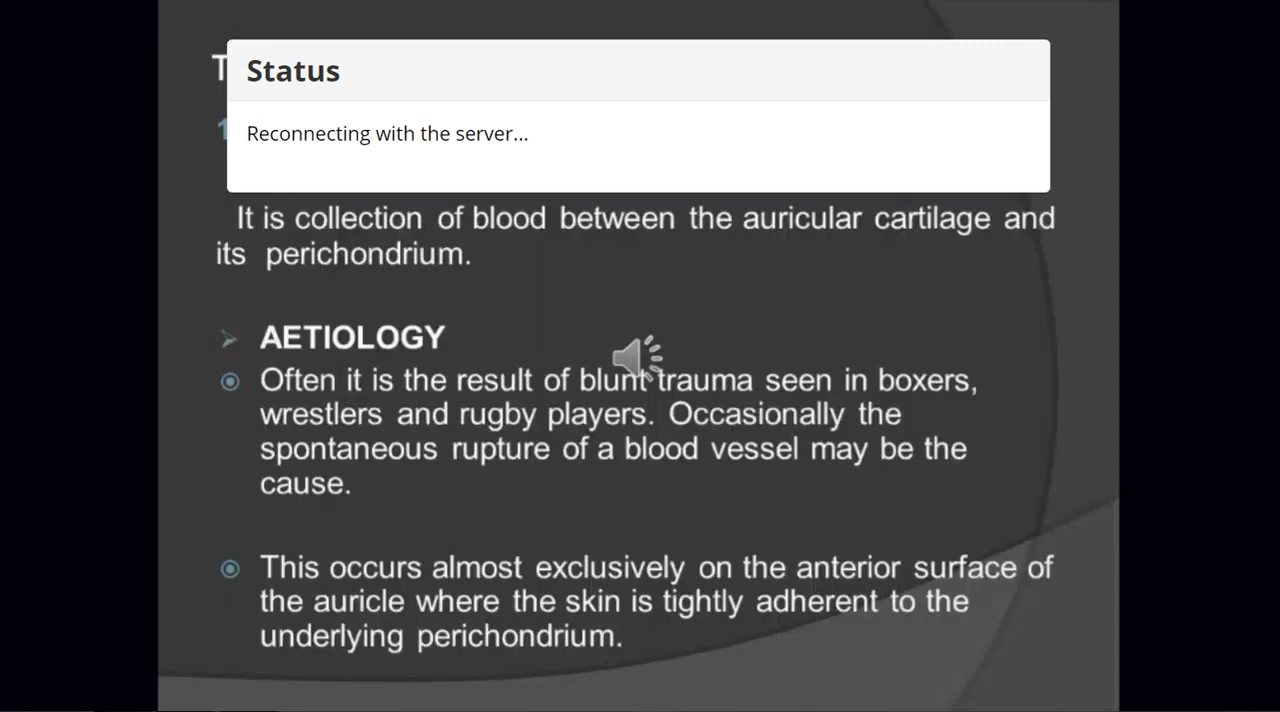 T
Status
1
Reconnecting with the server...
It is collection of blood between the auricular cartilage and
its perichondrium.
AETIOLOGY
Often it is the result of blunt trauma seen in boxers,
wrestlers and rugby players. Occasionally the
spontaneous rupture of a blood vessel may be the
cause.
This occurs almost exclusively on the anterior surface of
the auricle where the skin is tightly adherent to the
underlying perichondrium.